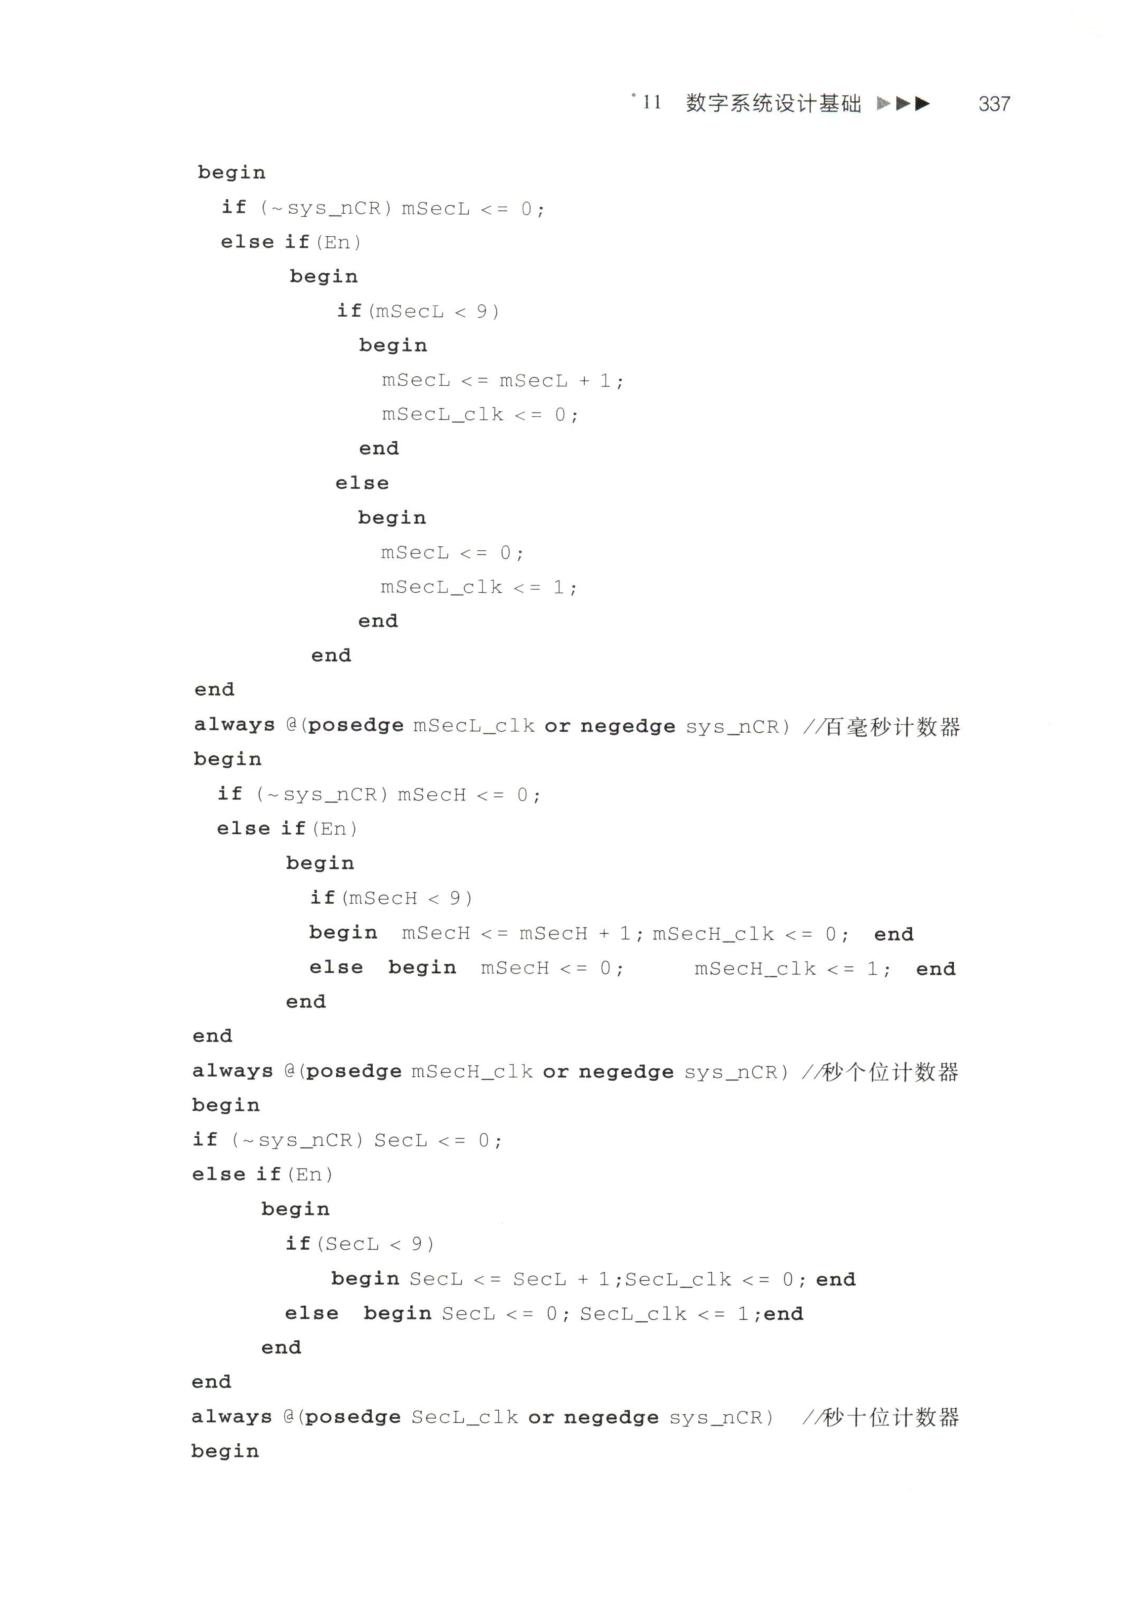 *11 数字系统设计基础 ▶▶▶ 337
begin
if (~sys_nCR) mSecL <= 0;
else if(En)
begin
if(mSecL < 9)
begin
mSecL <= mSecL + 1;
mSecL_clk <= 0;
end
else
begin
mSecL <= 0;
mSecL_clk <= 1;
end
end
end
always @(posedge mSecL_clk or negedge sys_nCR) //百毫秒计数器
begin
if (~sys_nCR) mSecH <= 0;
else if(En)
begin
if(mSecH < 9)
begin mSecH <= mSecH + 1; mSecH_clk <= 0; end
else begin mSecH <= 0; mSecH_clk <= 1; end
end
end
always @(posedge mSecH_clk or negedge sys_nCR) //秒个位计数器
begin
if (~sys_nCR) SecL <= 0;
else if(En)
begin
if(SecL < 9)
begin SecL <= SecL + 1;SecL_clk <= 0; end
else begin SecL <= 0; SecL_clk <= 1;end
end
end
always @(posedge SecL_clk or negedge sys_nCR) //秒十位计数器
begin